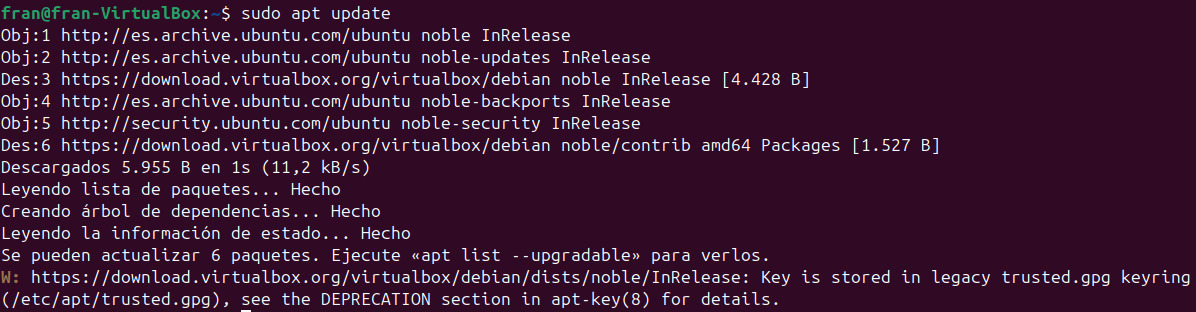 fran@fran-VirtualBox:~$ sudo apt update
Obj:1 http://es.archive.ubuntu.com/ubuntu noble InRelease
Obj:2 http://es.archive.ubuntu.com/ubuntu noble-updates InRelease
Des:3 https://download.virtualbox.org/virtualbox/debian noble InRelease [4.428 B]
Obj:4 http://es.archive.ubuntu.com/ubuntu noble-backports InRelease
Obj:5 http://security.ubuntu.com/ubuntu noble-security InRelease
Des:6 https://download.virtualbox.org/virtualbox/debian noble/contrib amd64 Packages [1.527 B]
Descargados 5.955 B en 1s (11,2 kB/s)
Leyendo lista de paquetes... Hecho
Creando árbol de dependencias... Hecho
Leyendo la información de estado... Hecho
Se pueden actualizar 6 paquetes. Ejecute «apt list --upgradable» para verlos.
W: https://download.virtualbox.org/virtualbox/debian/dists/noble/InRelease: Key is stored in legacy trusted.gpg keyring
(/etc/apt/trusted.gpg), see the DEPRECATION section in apt-key(8) for details.